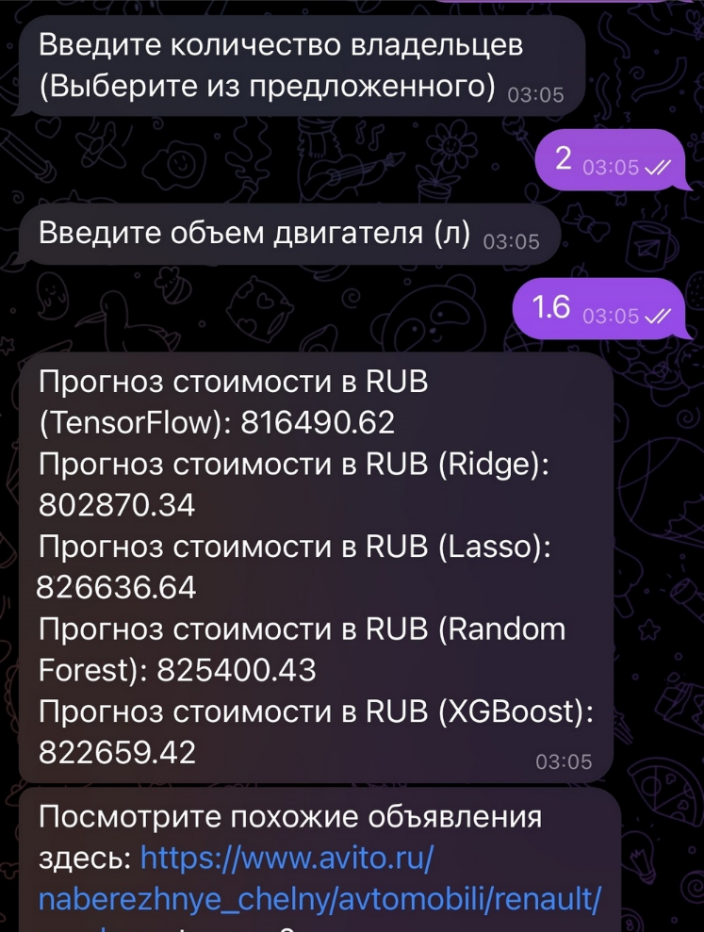 Введите количество владельцев
(Выберите из предложенного) 03:05
2 03:05
Введите объем двигателя (л) 03:05
1.6 03:05
Прогноз стоимости в RUB
(TensorFlow): 816490.62
Прогноз стоимости в RUB (Ridge):
802870.34
Прогноз стоимости в RUB (Lasso):
826636.64
Прогноз стоимости в RUB (Random
Forest): 825400.43
Прогноз стоимости в RUB (XGBoost):
822659.42 03:05
Посмотрите похожие объявления
здесь: https://www.avito.ru/
naberezhnye_chelny/avtomobili/renault/